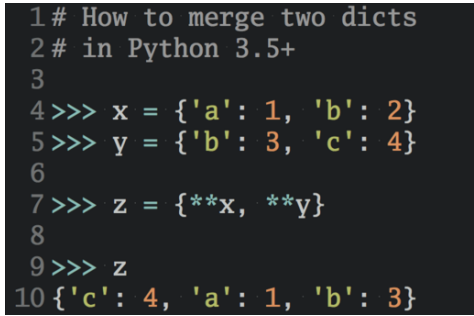 1 # How to merge two dicts
2 # in Python 3.5+
3
4 >>> x = {'a': 1, 'b': 2}
5 >>> y = {'b': 3, 'c': 4}
6
7 >>> z = {**x, **y}
8
9 >>> z
10 {'c': 4, 'a': 1, 'b': 3}